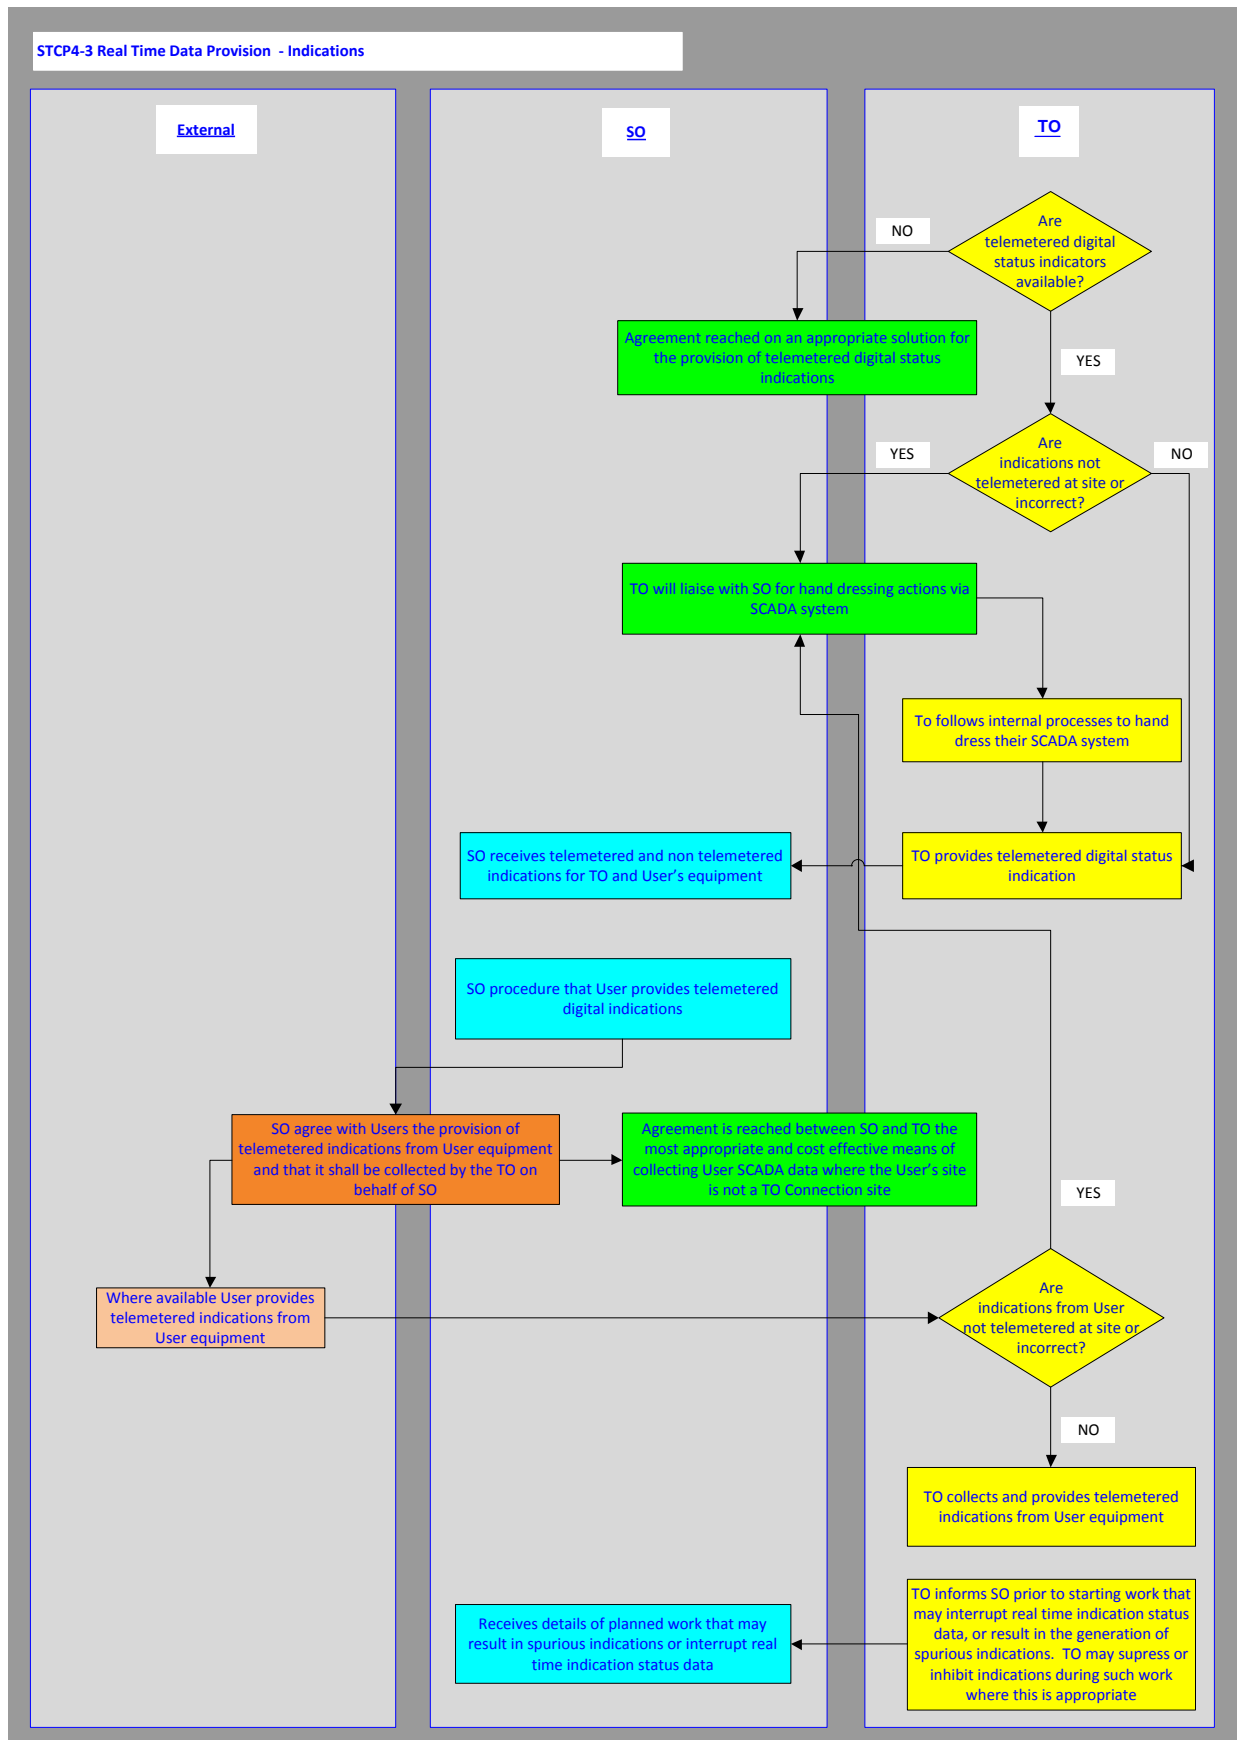 STCP4-3 Real Time Data Provision - Indications
External
SO
TO
Are
telemetered digital
status indicators
available?
NO
Agreement reached on an appropriate solution for
the provision of telemetered digital status
indications
YES
Are
indications not
telemetered at site or
incorrect?
YES
NO
TO will liaise with SO for hand dressing actions via
SCADA system
To follows internal processes to hand
dress their SCADA system
SO receives telemetered and non telemetered
indications for TO and User's equipment
TO provides telemetered digital status
indication
SO procedure that User provides telemetered
digital indications
SO agree with Users the provision of
telemetered indications from User equipment
and that it shall be collected by the TO on
behalf of SO
Agreement is reached between SO and TO the
most appropriate and cost effective means of
collecting User SCADA data where the User's site
is not a TO Connection site
YES
Where available User provides
telemetered indications from
User equipment
Are
indications from User
not telemetered at site or
incorrect?
NO
TO collects and provides telemetered
indications from User equipment
Receives details of planned work that may
result in spurious indications or interrupt real
time indication status data
TO informs SO prior to starting work that
may interrupt real time indication status
data, or result in the generation of
spurious indications. TO may supress or
inhibit indications during such work
where this is appropriate